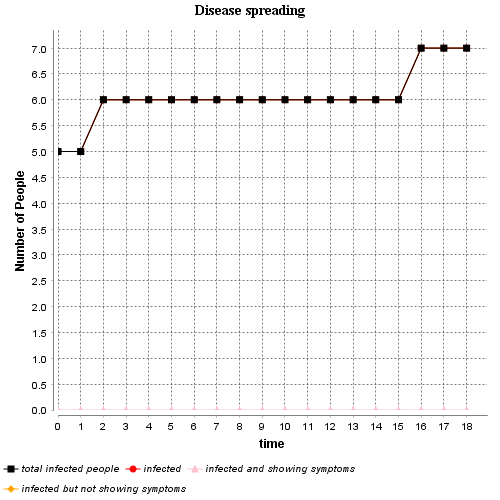 Disease spreading
7.0
6.5
6.0
5.5
5.0
4.5
4.0
3.5
3.0
2.5
2.0
1.5
1.0
0.5
0.0
Number of People
0 1 2 3 4 5 6 7 8 9 10 11 12 13 14 15 16 17 18
time
total infected people infected infected and showing symptoms
infected but not showing symptoms